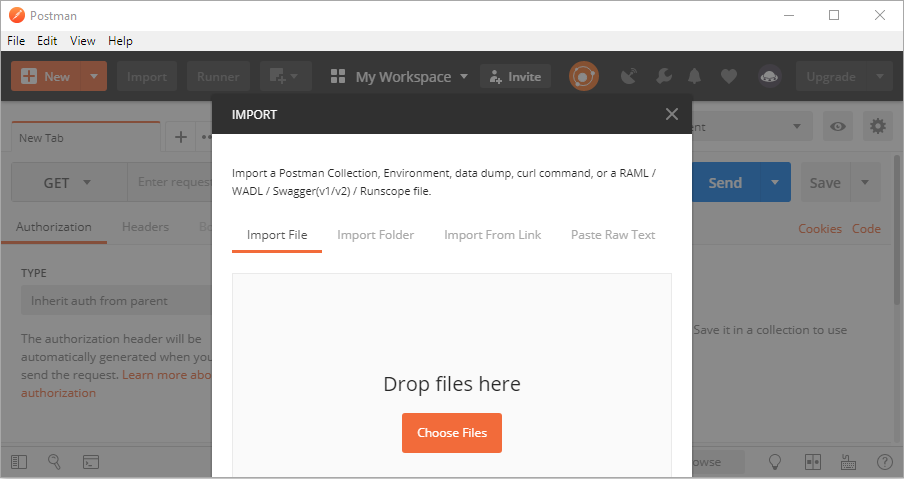 Postman
File Edit View Help
New Import Runner My Workspace Invite Upgrade
IMPORT
New Tab
GET
Enter request
Send Save
Import a Postman Collection, Environment, data dump, curl command, or a RAML /
WADL / Swagger(v1/v2) / Runscope file.
Authorization Headers
Cookies Code
Import File Import Folder Import From Link Paste Raw Text
TYPE
Inherit auth from parent
The authorization header will be
automatically generated when you
send the request. Learn more
authorization
Save it in a collection to use
Drop files here
Choose Files